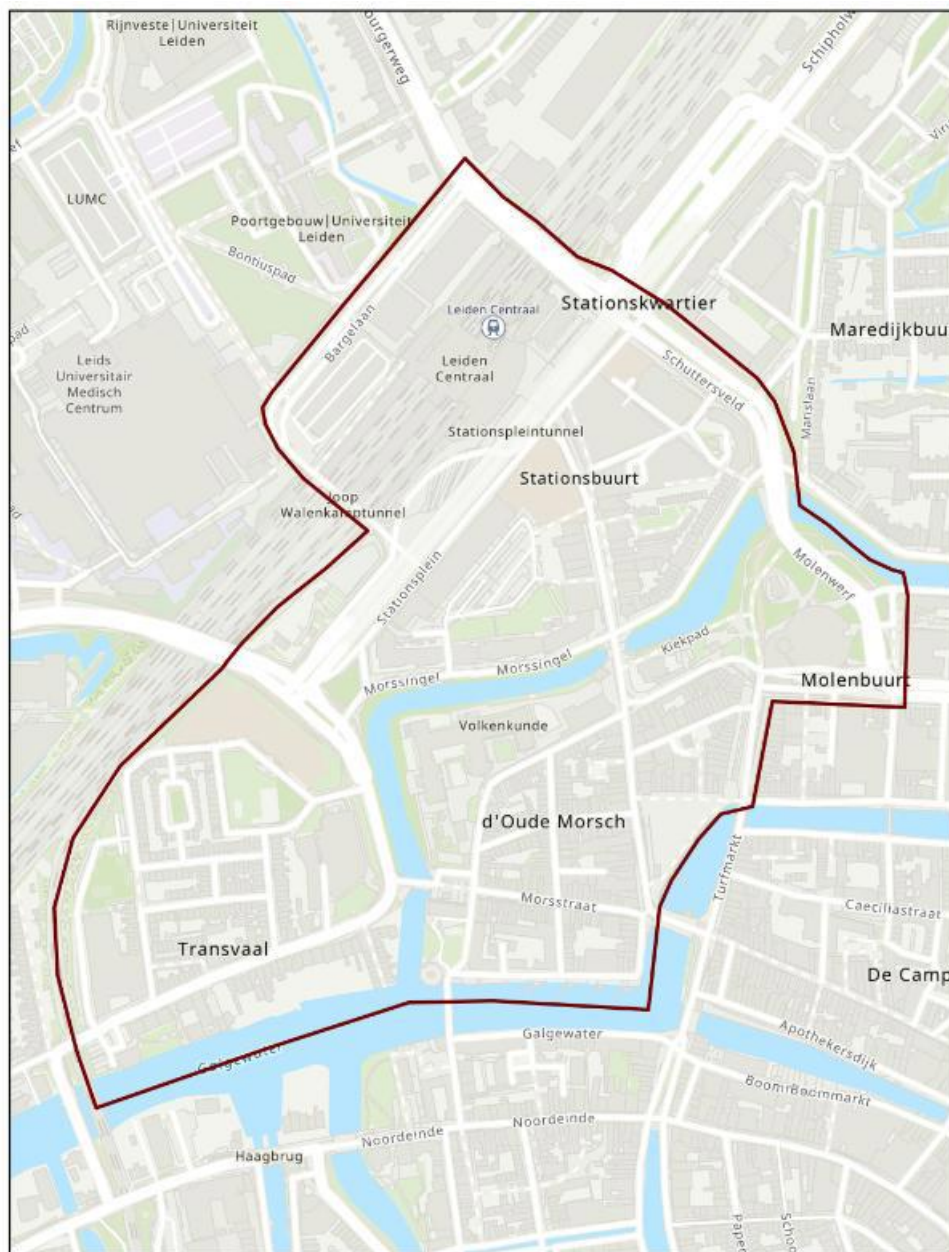 Rijnveste|Universiteit
Leiden
Schipholw
LUMC
Poortgebouw|Universiteit
Leiden
Bontiuspad
Leiden Centraal
Stationskwartier
Bargelaan
Maredijkbuu
Leids
Universitair
Medisch
Centrum
Leiden
Centraal
Schuttersveld
Marislaan
Stationspleintunnel
Stationsbuurt
Joop
Walenkamptunnel
Stationsplein
Molenwerf
Kiekpad
Morssingel
Morssingel
Molenbuurt
Volkenkunde
d'Oude Morsch
Turfmarkt
Morsstraat
Caeciliastraat
Transvaal
De Camp
Galgewater
Galgewater
Apothekersdijk
Boommarkt
Noordeinde
Noordeinde
Haagbrug